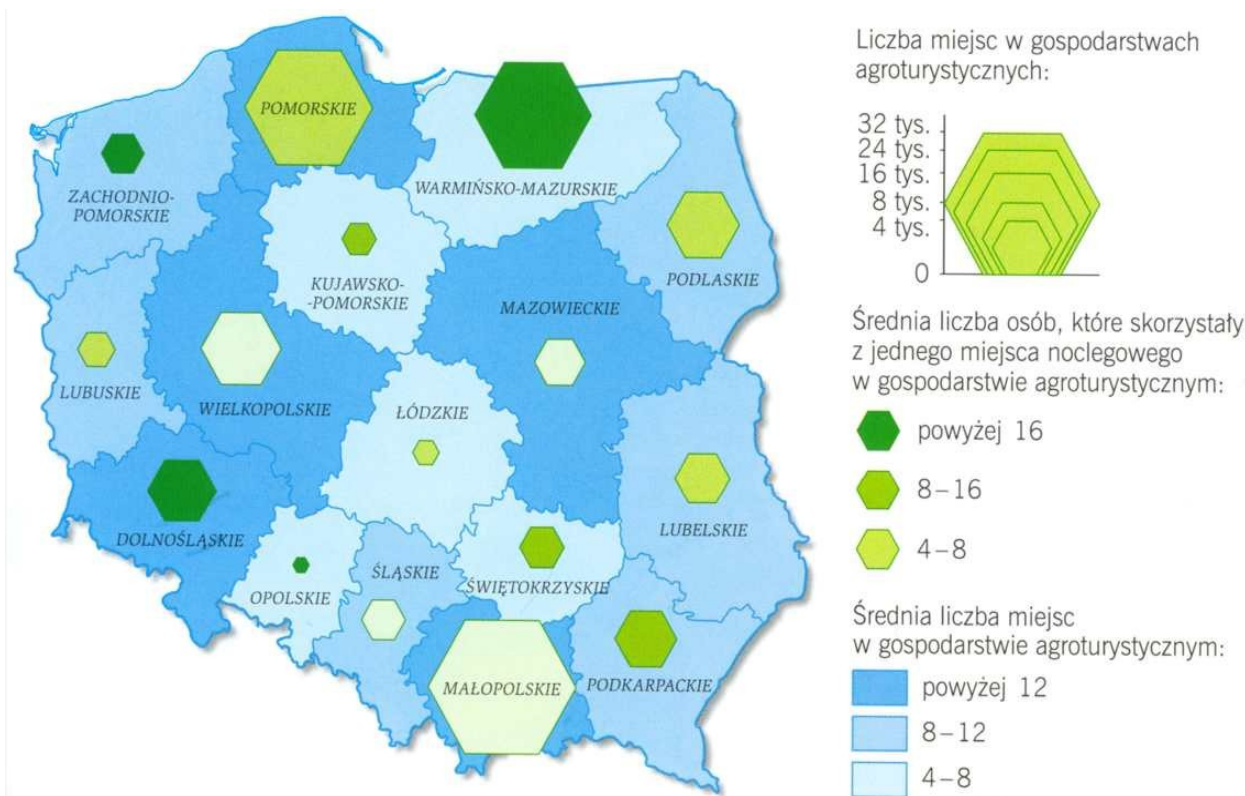 POMORSKIE
ZACHODNIO-
POMORSKIE
WARMIŃSKO-MAZURSKIE
KUJAWSKO-
-POMORSKIE
PODLASKIE
MAZOWIECKIE
LUBUSKIE
WIELKOPOLSKIE
ŁÓDZKIE
DOLNOŚLĄSKIE
LUBELSKIE
OPOLSKIE
ŚLĄSKIE
ŚWIĘTOKRZYSKIE
MAŁOPOLSKIE
PODKARPACKIE
Liczba miejsc w gospodarstwach
agroturystycznych:
32 tys.
24 tys.
16 tys.
8 tys.
4 tys.
0
Średnia liczba osób, które skorzystały
z jednego miejsca noclegowego
w gospodarstwie agroturystycznym:
powyżej 16
8–16
4–8
Średnia liczba miejsc
w gospodarstwie agroturystycznym:
powyżej 12
8–12
4–8